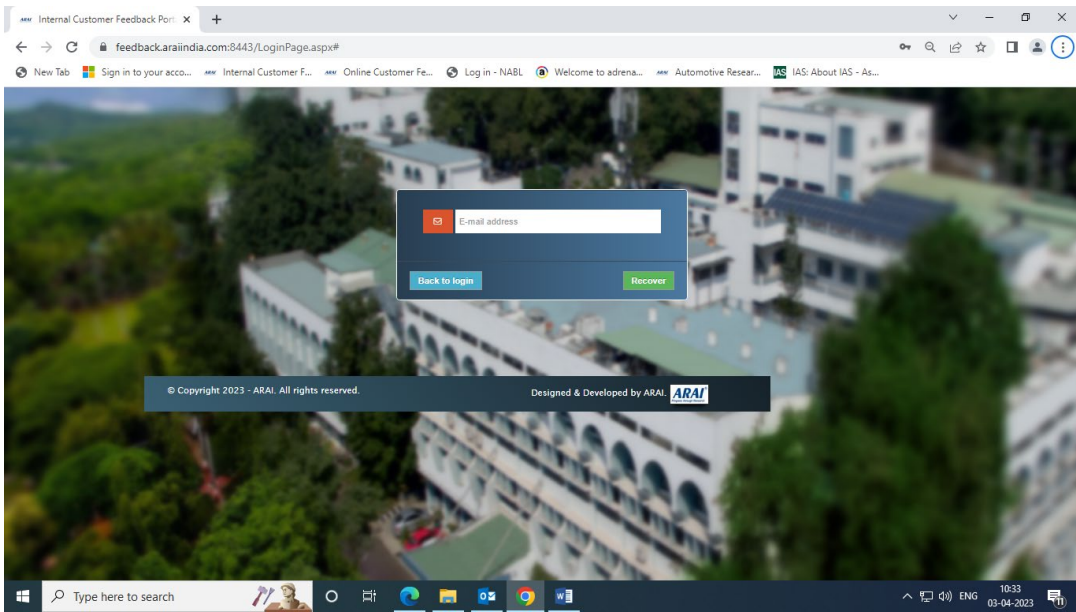 ARAI Internal Customer Feedback Port
feedback.araiindia.com:8443/LoginPage.aspx#
New Tab Sign in to your acco... Internal Customer F... Online Customer Fe... Log in - NABL Welcome to adrena... Automotive Resear... IAS IAS: About IAS - As...
E-mail address
Back to login Recover
© Copyright 2023 - ARAI. All rights reserved. Designed & Developed by ARAI. ARAI
Type here to search
ENG 10:33
03-04-2023
11